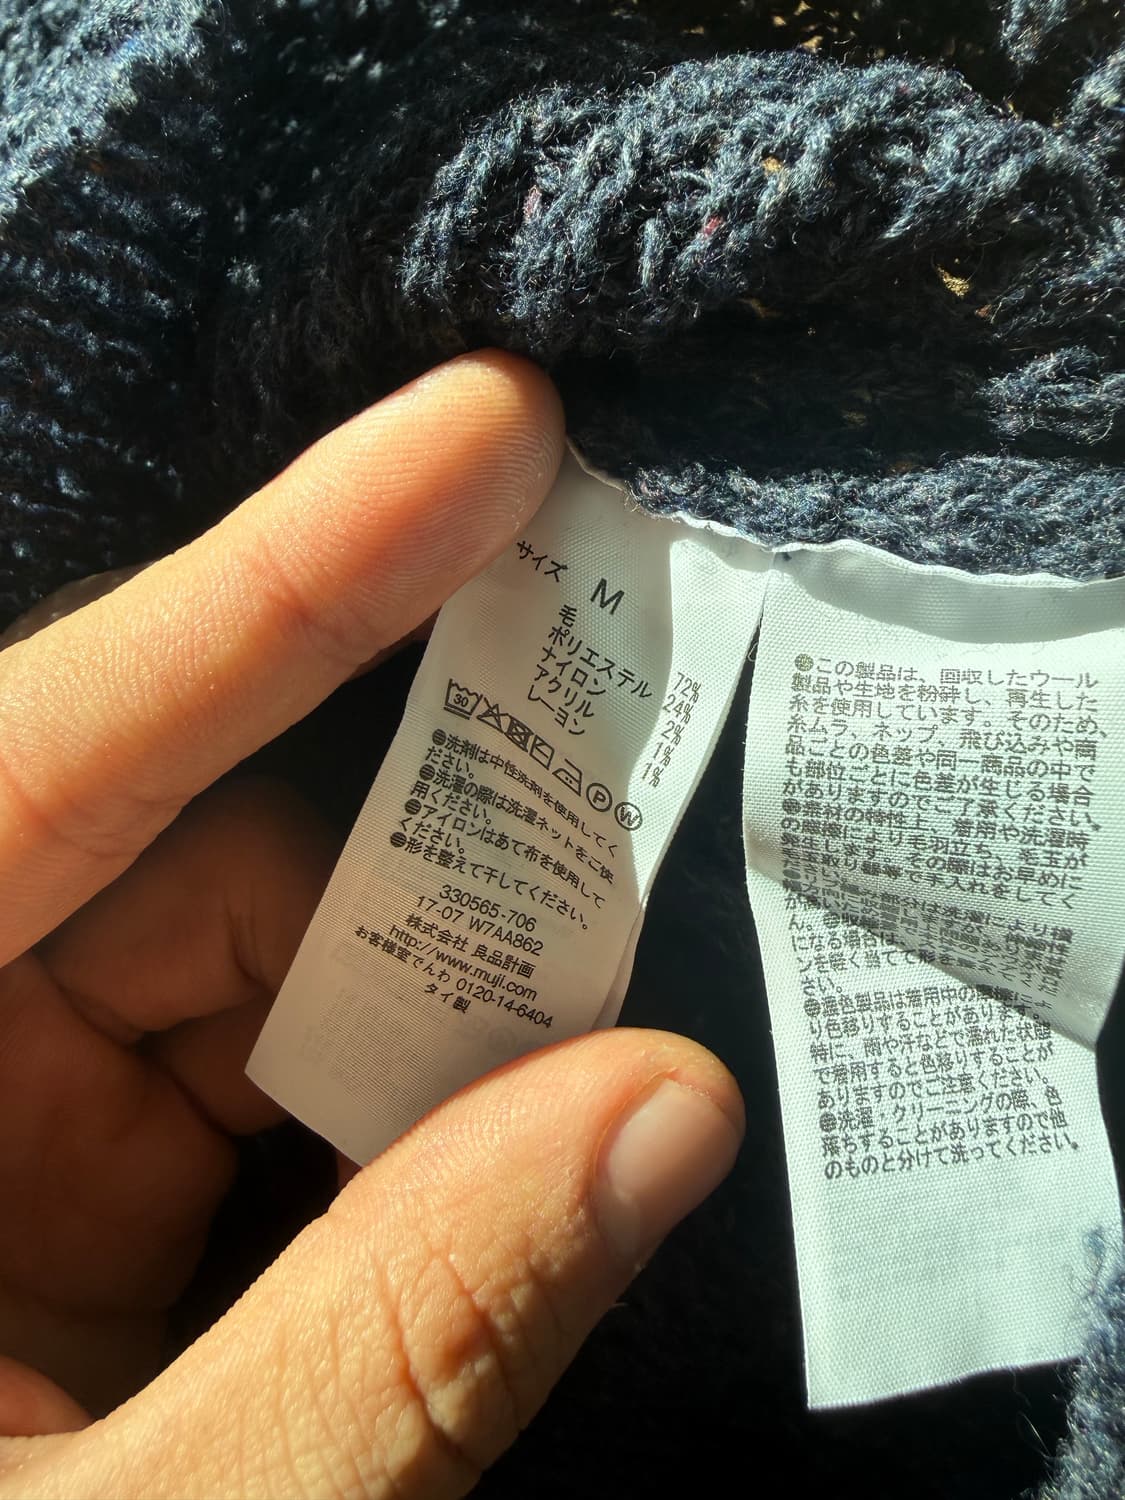 サイズ M
毛 72%
ポリエステル 24%
ナイロン 2%
アクリル 1%
レーヨン 1%
30
P W
●洗剤は中性洗剤を使用してく
ださい。
●洗濯の際は洗濯ネットをご使
用ください。
●アイロンはあて布を使用して
ください。
●形を整えて干してください。
330565-706
17-07 W7AA862
株式会社 良品計画
http://www.muji.com
お客様室でんわ 0120-14-6404
タイ製
●この製品は、回収したウール
製品や生地を粉砕し、再生した
糸を使用しています。そのため、
糸ムラ、ネップ、飛び込みや商
品ごとの色差や同一商品の中で
も部位ごとに色差が生じる場合
がありますのでご了承ください。
●素材の特性上、着用や洗濯時
の摩擦により毛羽立ち、毛玉が
発生します。その際は、お早めに
毛玉取り器等で手入れをしてく
●濃色製品は着用中の摩擦によ
り色移りすることがあります。
特に、雨や汗などで濡れた状態
で着用すると色移りすることが
ありますのでご注意ください。
●洗濯・クリーニングの際、色
落ちすることがありますので他
のものと分けて洗ってください。